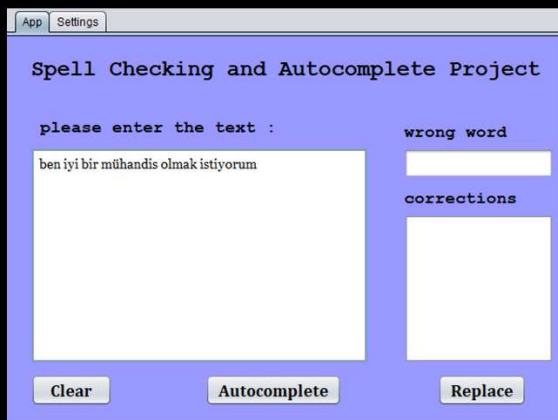 App Settings
Spell Checking and Autocomplete Project
please enter the text :
ben iyi bir mühandis olmak istiyorum
wrong word
corrections
Clear Autocomplete Replace